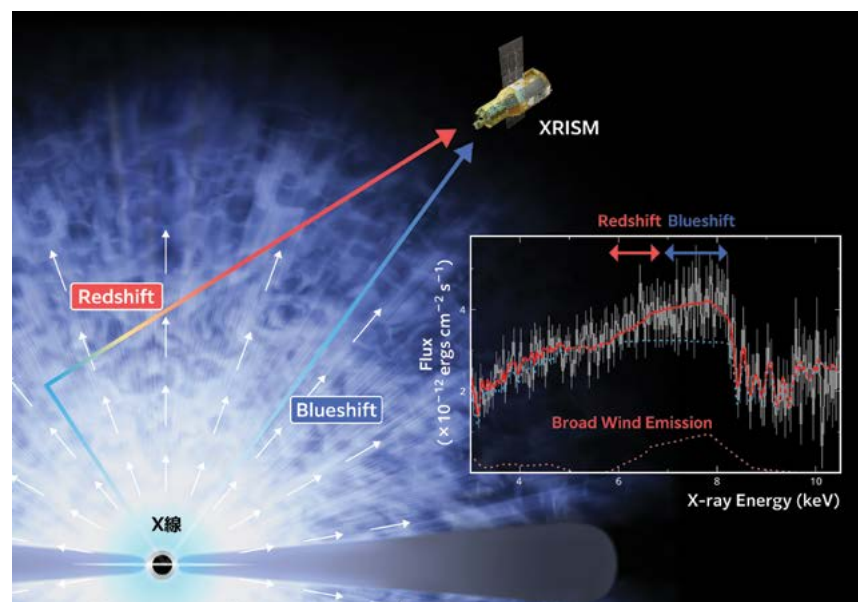 XRISM
Redshift
Blueshift
X線
Redshift Blueshift
Flux
(×10⁻¹² ergs cm⁻² s⁻¹)
4
2
Broad Wind Emission
4 6 8 10
X-ray Energy (keV)